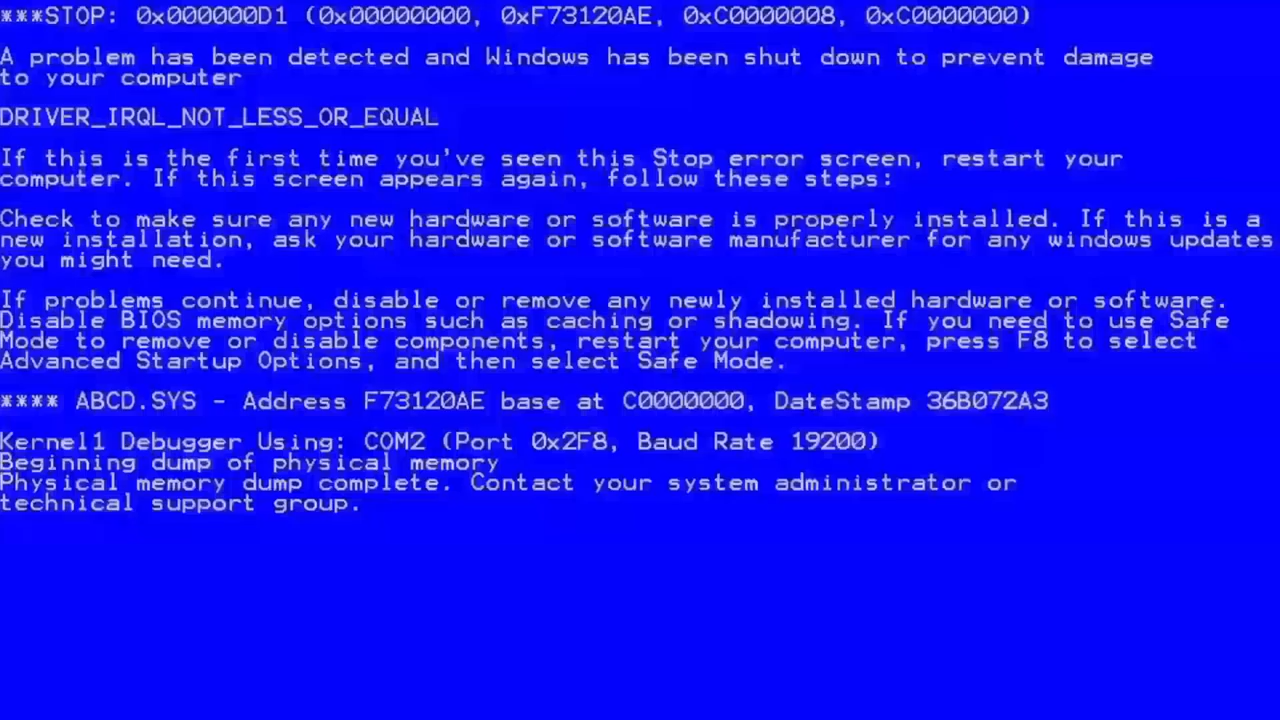 ***STOP: 0x000000D1 (0x00000000, 0xF73120AE, 0xC0000008, 0xC0000000)
A problem has been detected and Windows has been shut down to prevent damage
to your computer
DRIVER_IRQL_NOT_LESS_OR_EQUAL
If this is the first time you've seen this Stop error screen, restart your
computer. If this screen appears again, follow these steps:
Check to make sure any new hardware or software is properly installed. If this is a
new installation, ask your hardware or software manufacturer for any windows updates
you might need.
If problems continue, disable or remove any newly installed hardware or software.
Disable BIOS memory options such as caching or shadowing. If you need to use Safe
Mode to remove or disable components, restart your computer, press F8 to select
Advanced Startup Options, and then select Safe Mode.
**** ABCD.SYS - Address F73120AE base at C0000000, DateStamp 36B072A3
Kernel1 Debugger Using: COM2 (Port 0x2F8, Baud Rate 19200)
Beginning dump of physical memory
Physical memory dump complete. Contact your system administrator or
technical support group.